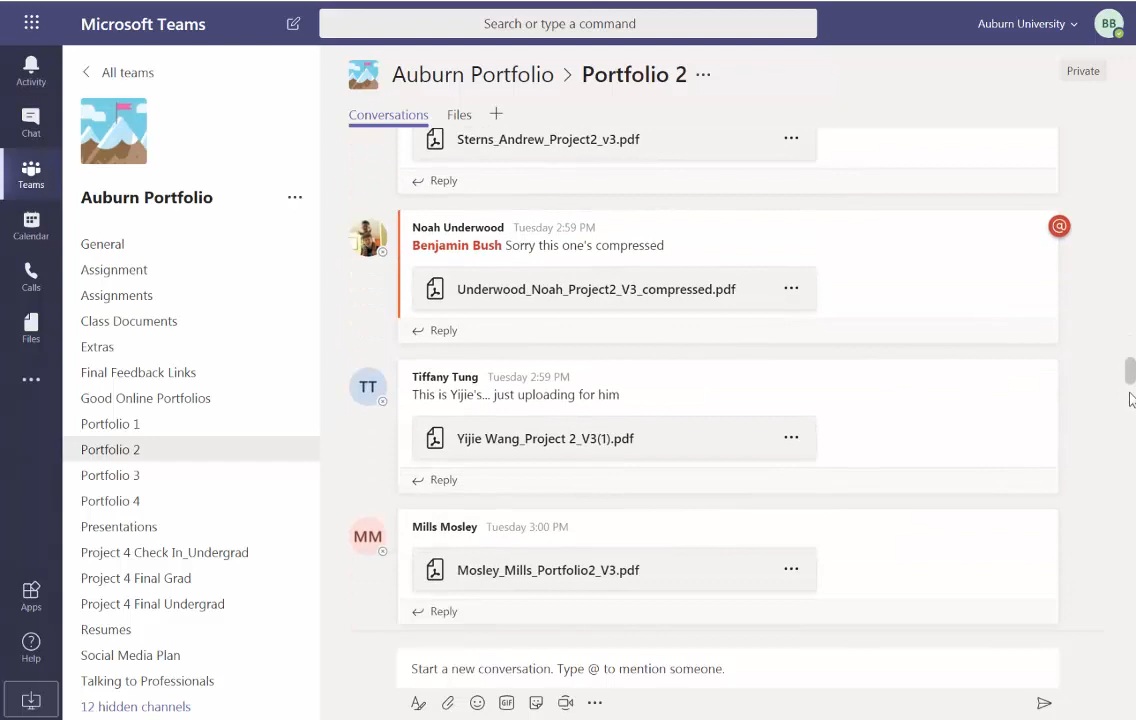 Microsoft Teams
Search or type a command
Auburn University
BB
Activity
Chat
Teams
Calendar
Calls
Files
Apps
Help
All teams
Auburn Portfolio
General
Assignment
Assignments
Class Documents
Extras
Final Feedback Links
Good Online Portfolios
Portfolio 1
Portfolio 2
Portfolio 3
Portfolio 4
Presentations
Project 4 Check In_Undergrad
Project 4 Final Grad
Project 4 Final Undergrad
Resumes
Social Media Plan
Talking to Professionals
12 hidden channels
Auburn Portfolio > Portfolio 2 ...
Private
Conversations Files +
Sterns_Andrew_Project2_v3.pdf
Reply
Noah Underwood Tuesday 2:59 PM
@
Benjamin Bush Sorry this one's compressed
Underwood_Noah_Project2_V3_compressed.pdf
Reply
TT
Tiffany Tung Tuesday 2:59 PM
This is Yijie's... just uploading for him
Yijie Wang_Project 2_V3(1).pdf
Reply
MM
Mills Mosley Tuesday 3:00 PM
Mosley_Mills_Portfolio2_V3.pdf
Reply
Start a new conversation. Type @ to mention someone.
GIF